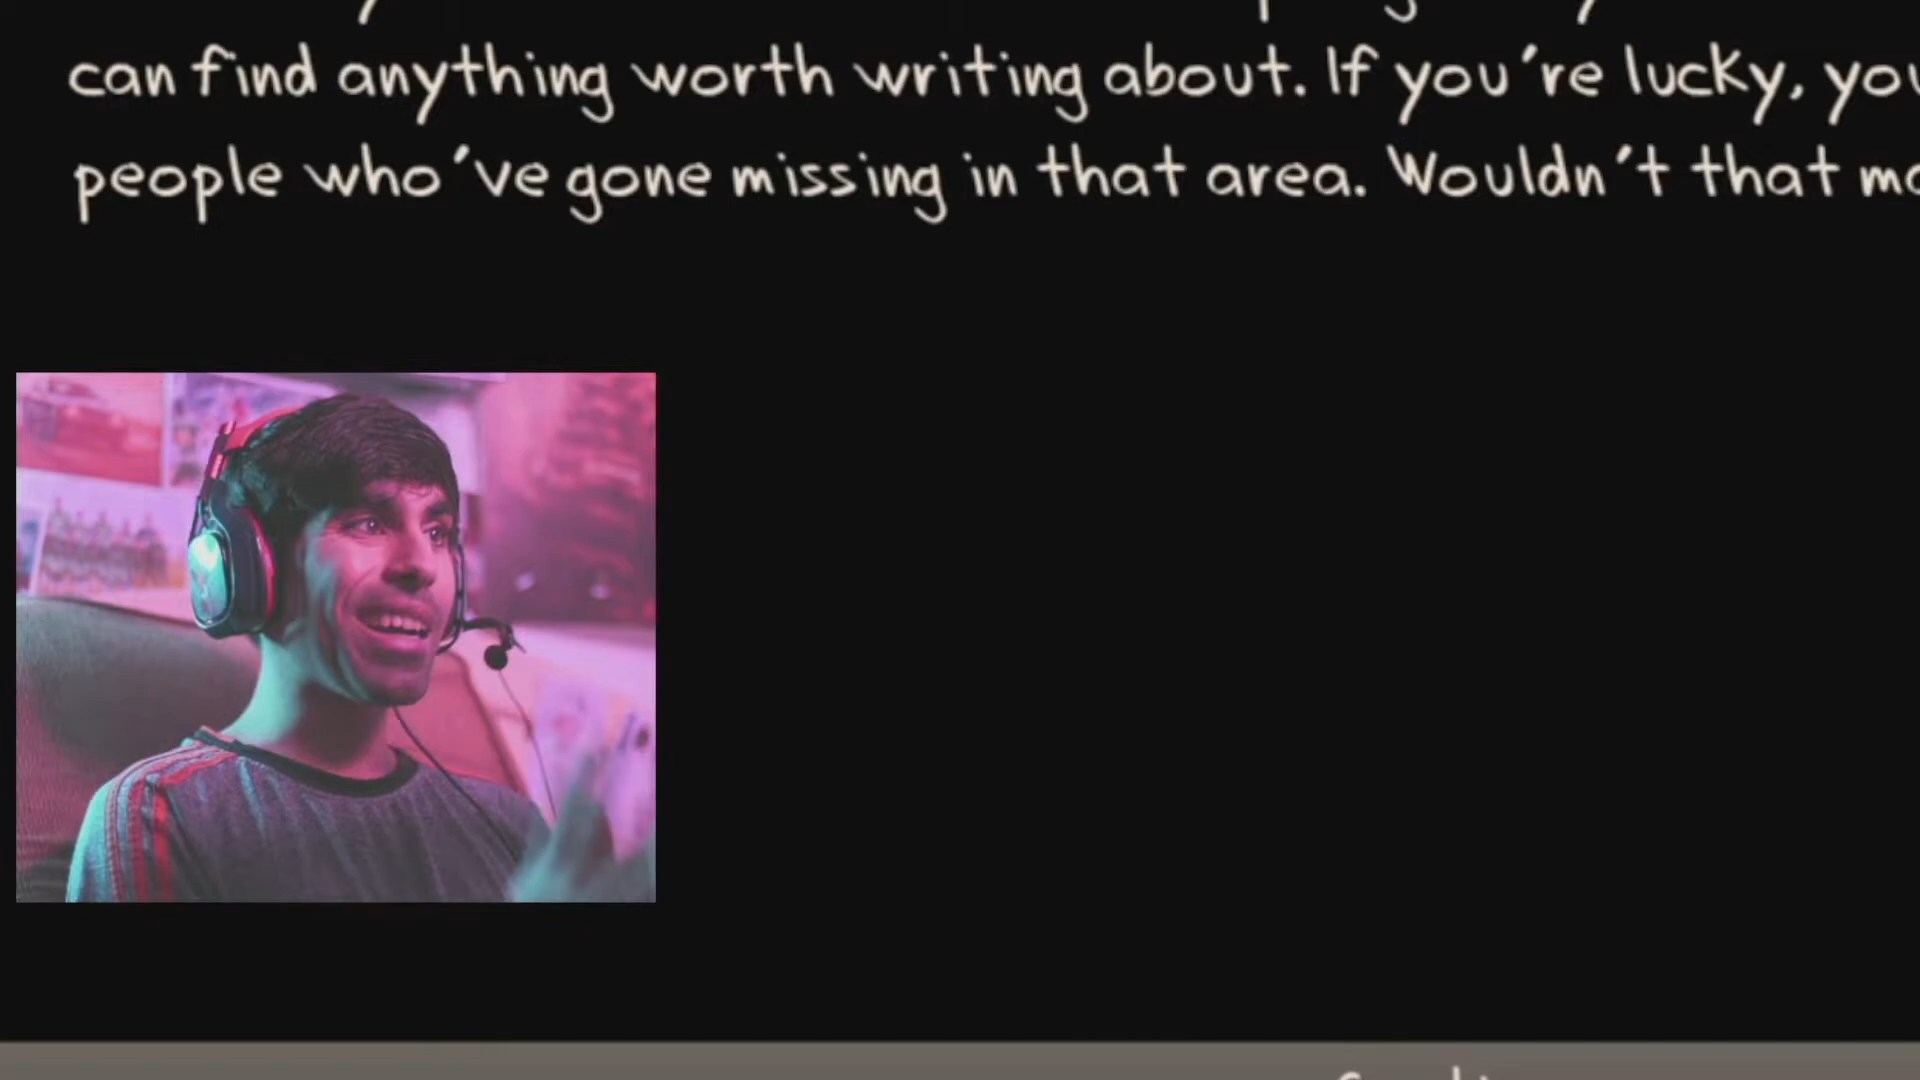 can find anything worth writing about. If you're lucky, you
people who've gone missing in that area. Wouldn't that